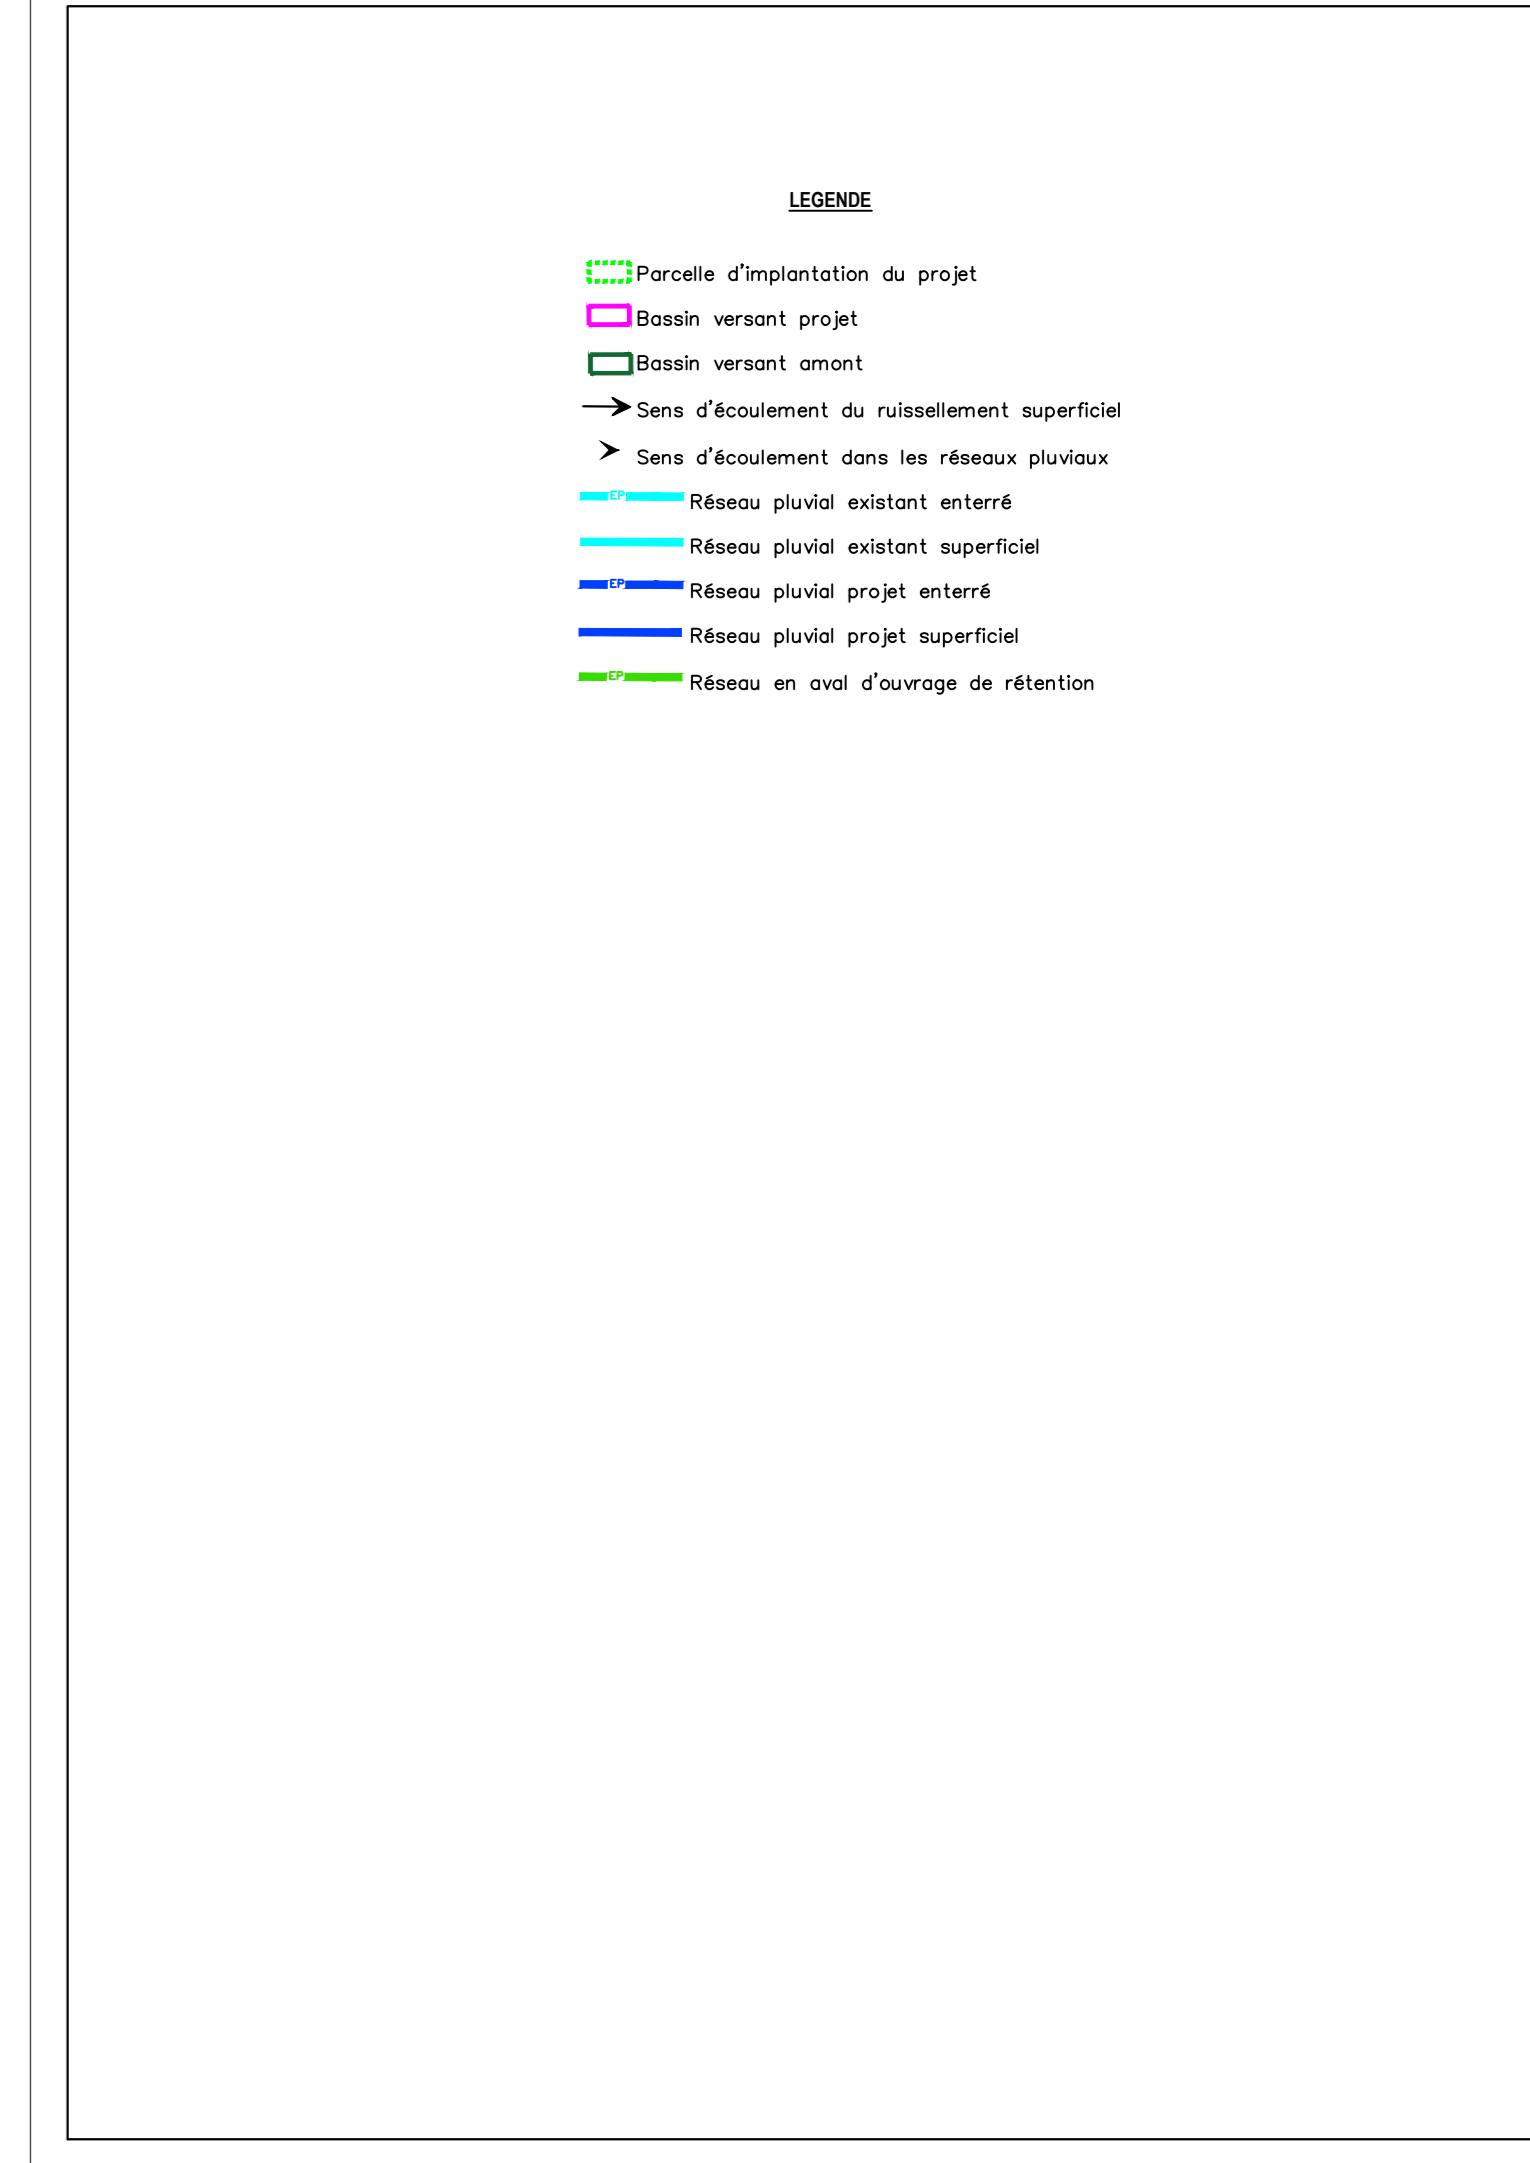 LEGENDE
Parcelle d'implantation du projet
Bassin versant projet
Bassin versant amont
Sens d'écoulement du ruissellement superficiel
Sens d'écoulement dans les réseaux pluviaux
EP Réseau pluvial existant enterré
Réseau pluvial existant superficiel
EP Réseau pluvial projet enterré
Réseau pluvial projet superficiel
EP Réseau en aval d'ouvrage de rétention